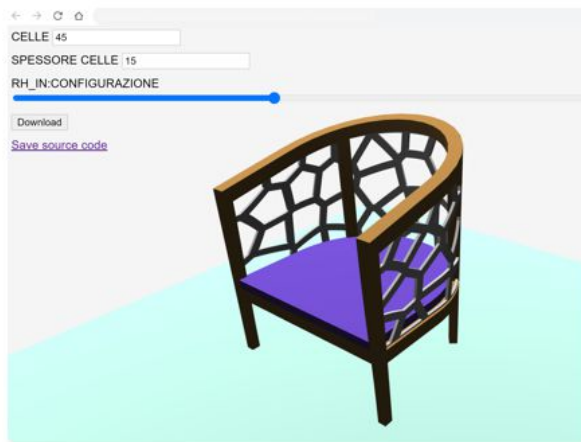 CELLE 45
SPESSORE CELLE 15
RH_IN:CONFIGURAZIONE
Download
Save source code